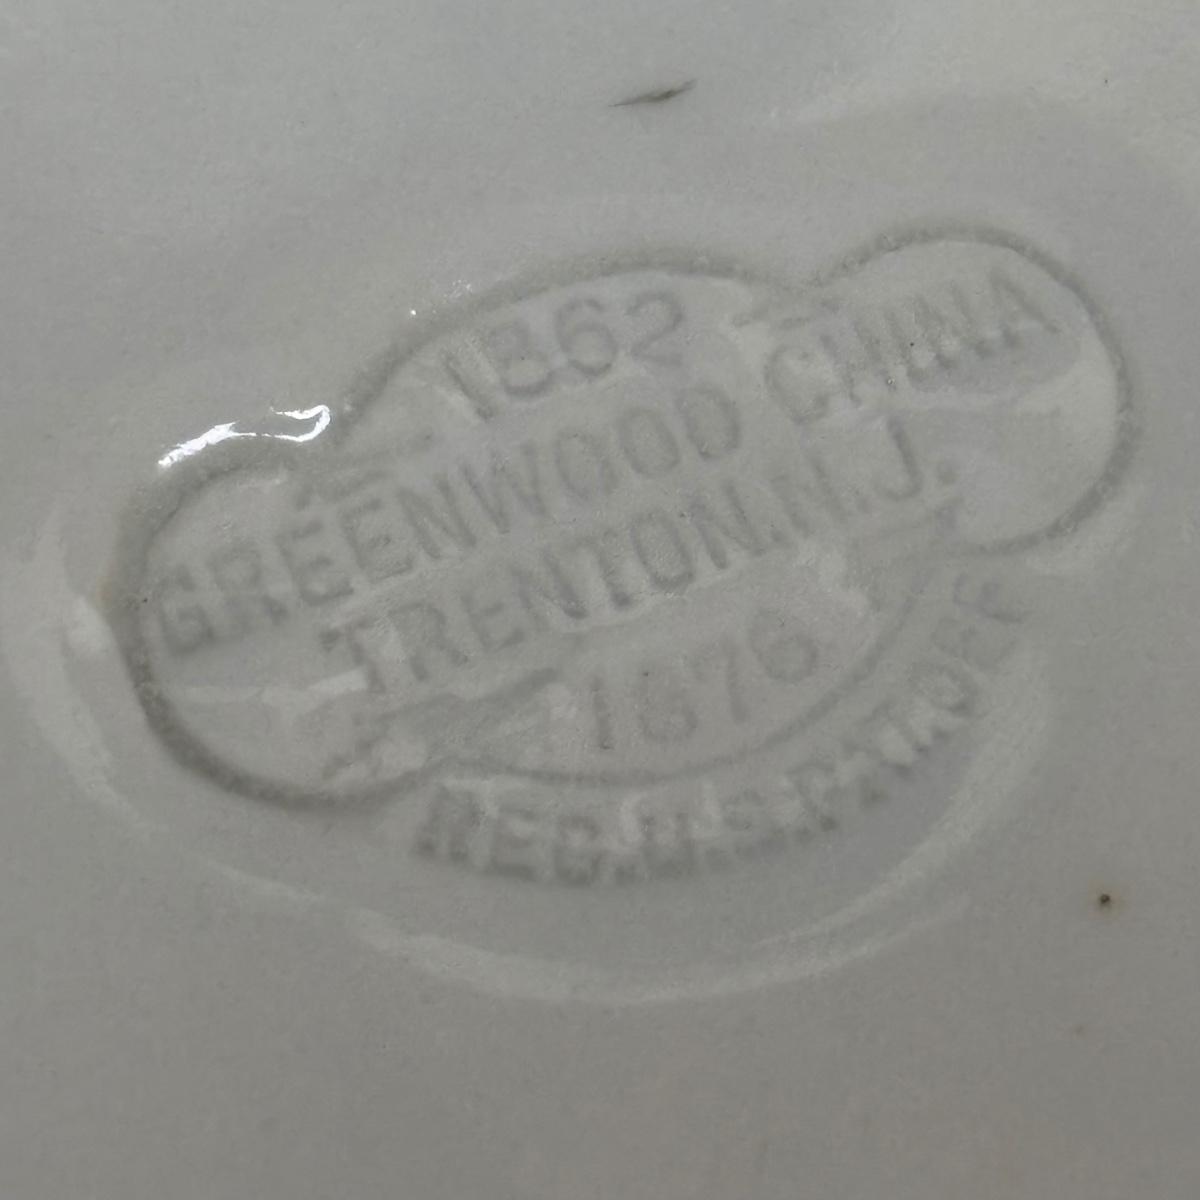 1862
GREENWOOD CHINA
TRENTON.N.J.
1876
REG.U.S.PAT.OFF